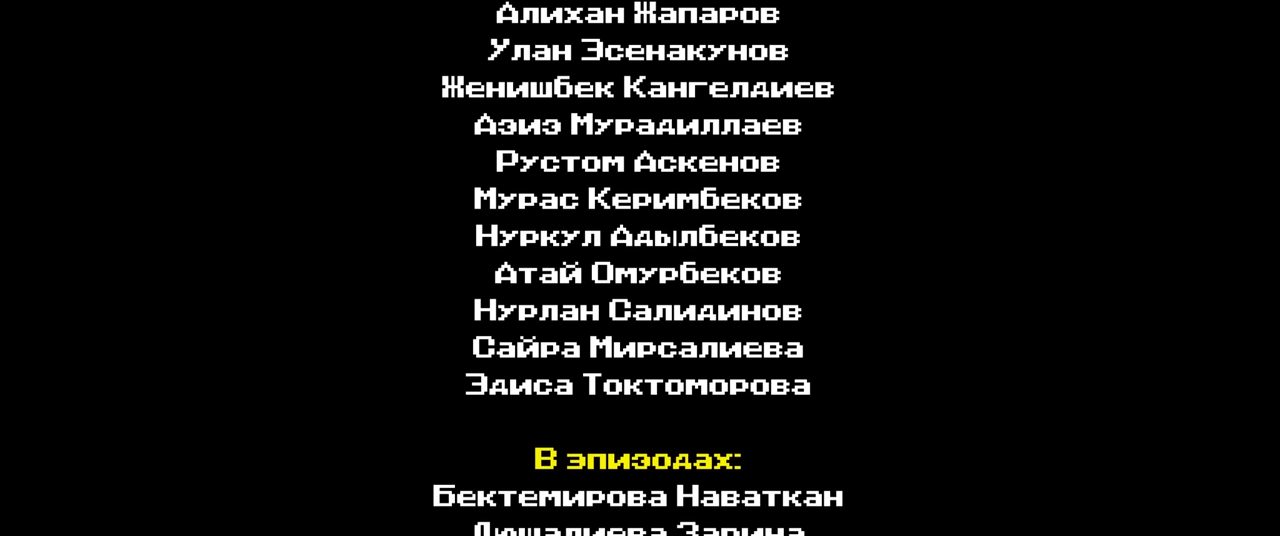 Алихан Жапаров
Улан Эсенакунов
Женишбек Кангелдиев
Азиз Мурадиллаев
Рустом Аскенов
Мурас Керимбеков
Нуркул Адылбеков
Атай Омурбеков
Нурлан Салидинов
Сайра Мирсалиева
Эдиса Токтоморова
В эпизодах:
Бектемирова Наваткан
Зарина